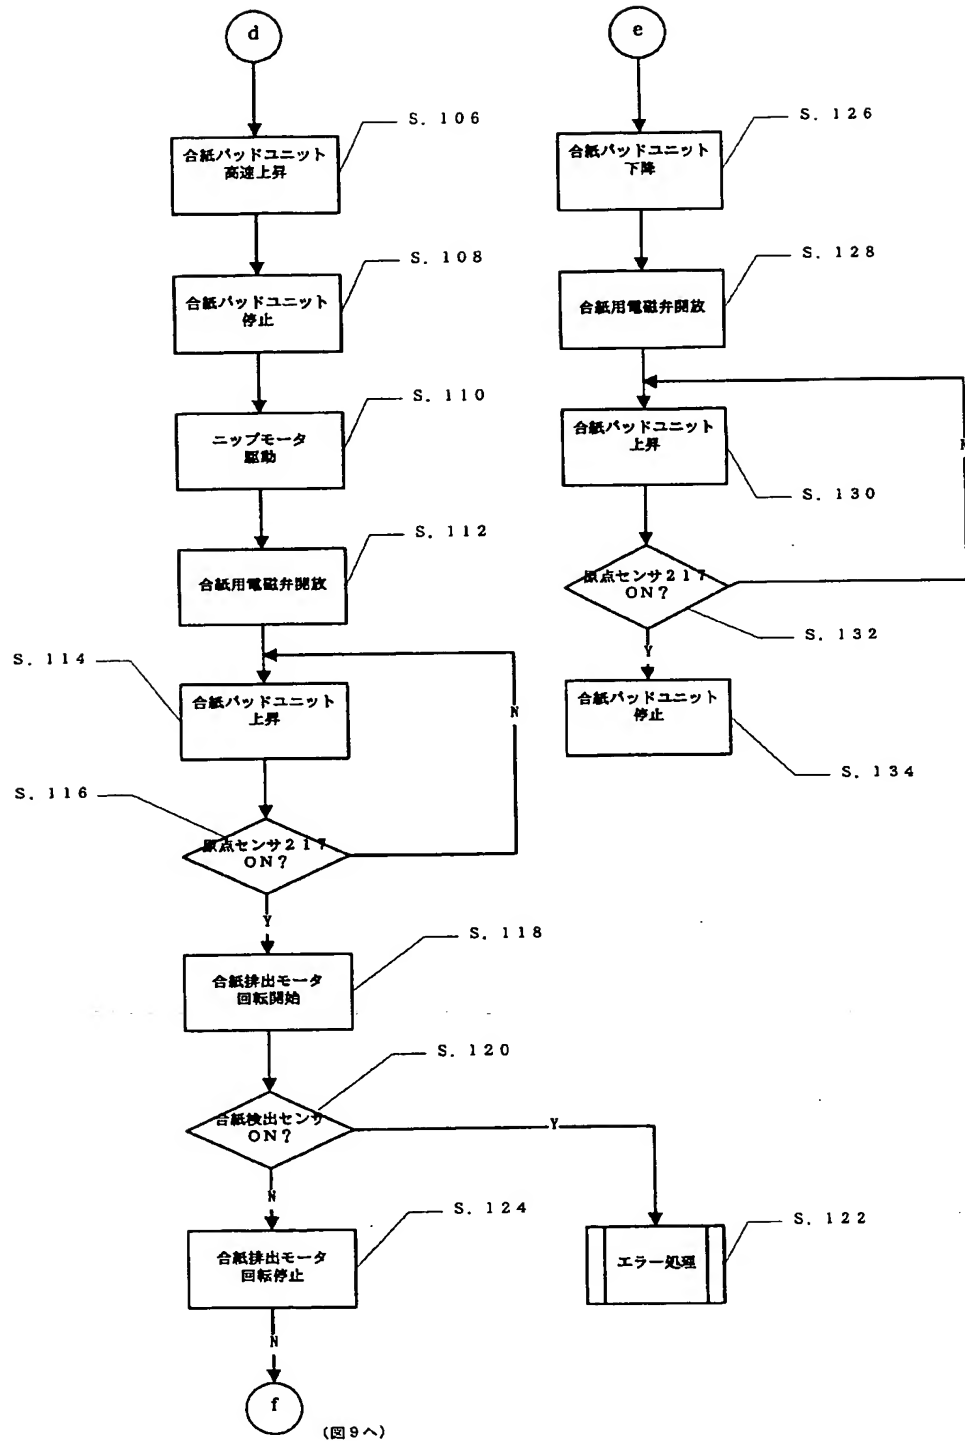 d
S.106
合紙パッドユニット
高速上昇
S.108
合紙パッドユニット
停止
S.110
ニップモータ
駆動
S.112
合紙用電磁弁開放
S.114
合紙パッドユニット
上昇
N
S.116
原点センサ217
ON?
Y
S.118
合紙排出モータ
回転開始
S.120
合紙検出センサ
ON?
Y
N
S.124
合紙排出モータ
回転停止
N
f
(図9へ)
S.122
エラー処理
e
S.126
合紙パッドユニット
下降
S.128
合紙用電磁弁開放
合紙パッドユニット
上昇
S.130
N
原点センサ217
ON?
S.132
Y
合紙パッドユニット
停止
S.134